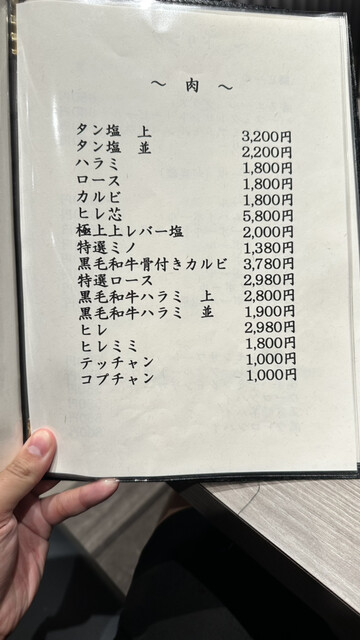 ～ 肉 ～
タン塩 上 3,200円
タン塩 並 2,200円
ハラミ 1,800円
ロース 1,800円
カルビ 1,800円
ヒレ芯 5,800円
極上上レバー塩 2,000円
特選ミノ 1,380円
黒毛和牛骨付きカルビ 3,780円
特選ロース 2,980円
黒毛和牛ハラミ 上 2,800円
黒毛和牛ハラミ 並 1,900円
ヒレ 2,980円
ヒレミミ 1,800円
テッチャン 1,000円
コプチャン 1,000円